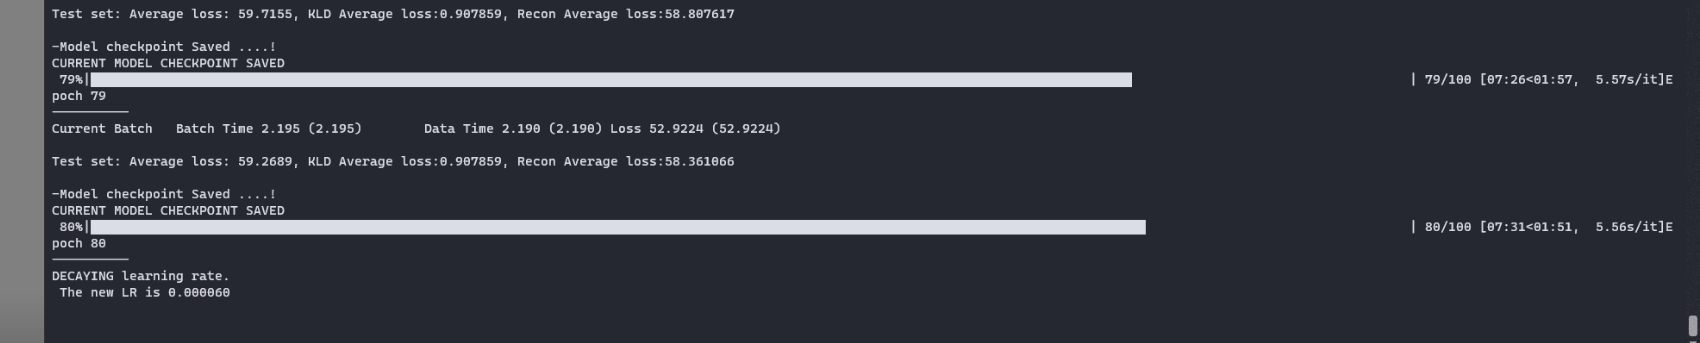 Test set: Average loss: 59.7155, KLD Average loss:0.907859, Recon Average loss:58.807617
-Model checkpoint Saved ....!
CURRENT MODEL CHECKPOINT SAVED
79%| | 79/100 [07:26<01:57, 5.57s/it]E
poch 79
----------
Current Batch Batch Time 2.195 (2.195) Data Time 2.190 (2.190) Loss 52.9224 (52.9224)
Test set: Average loss: 59.2689, KLD Average loss:0.907859, Recon Average loss:58.361066
-Model checkpoint Saved ....!
CURRENT MODEL CHECKPOINT SAVED
80%| | 80/100 [07:31<01:51, 5.56s/it]E
poch 80
----------
DECAYING learning rate.
The new LR is 0.000060